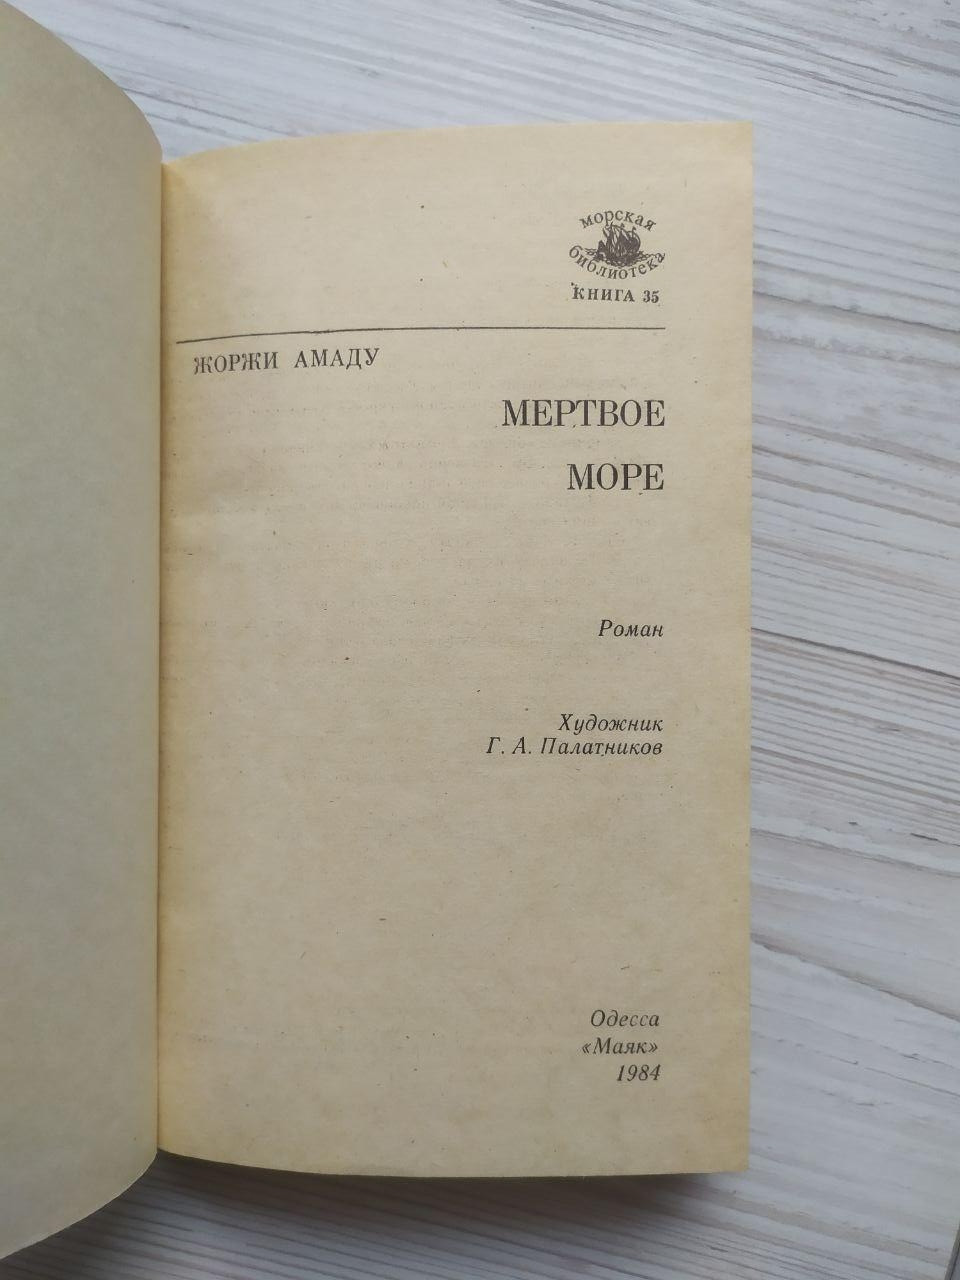 морская
библиотека
КНИГА 35
ЖОРЖИ АМАДУ
МЕРТВОЕ
МОРЕ
Роман
Художник
Г. А. Палатников
Одесса
«Маяк»
1984